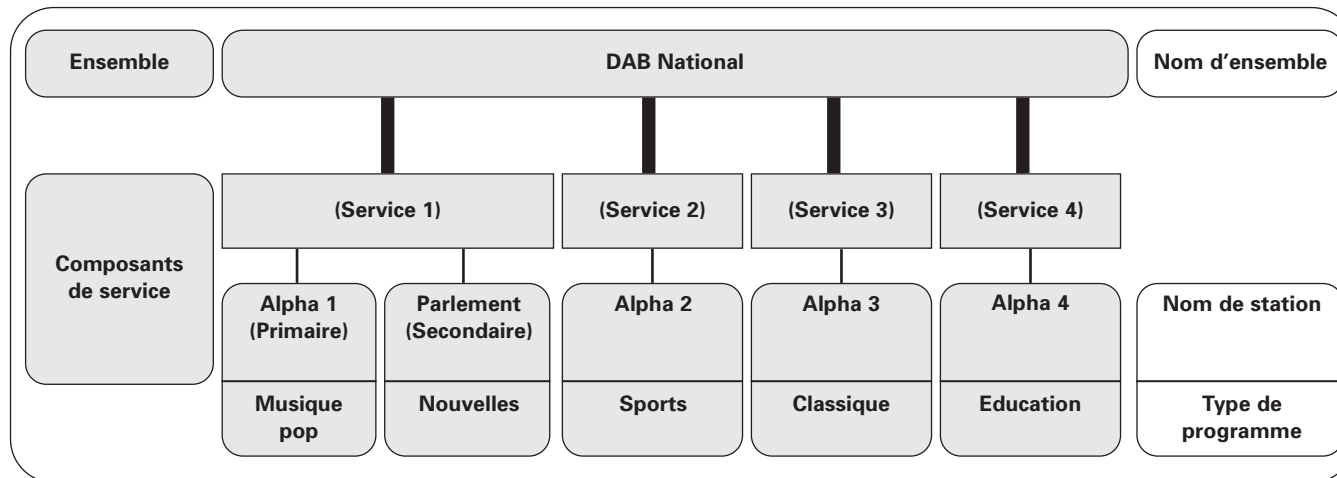 Ensemble
DAB National
Nom d'ensemble
(Service 1)
(Service 2)
(Service 3)
(Service 4)
Composants
de service
Alpha 1
(Primaire)
Parlement
(Secondaire)
Alpha 2
Alpha 3
Alpha 4
Nom de station
Musique
pop
Nouvelles
Sports
Classique
Education
Type de
programme